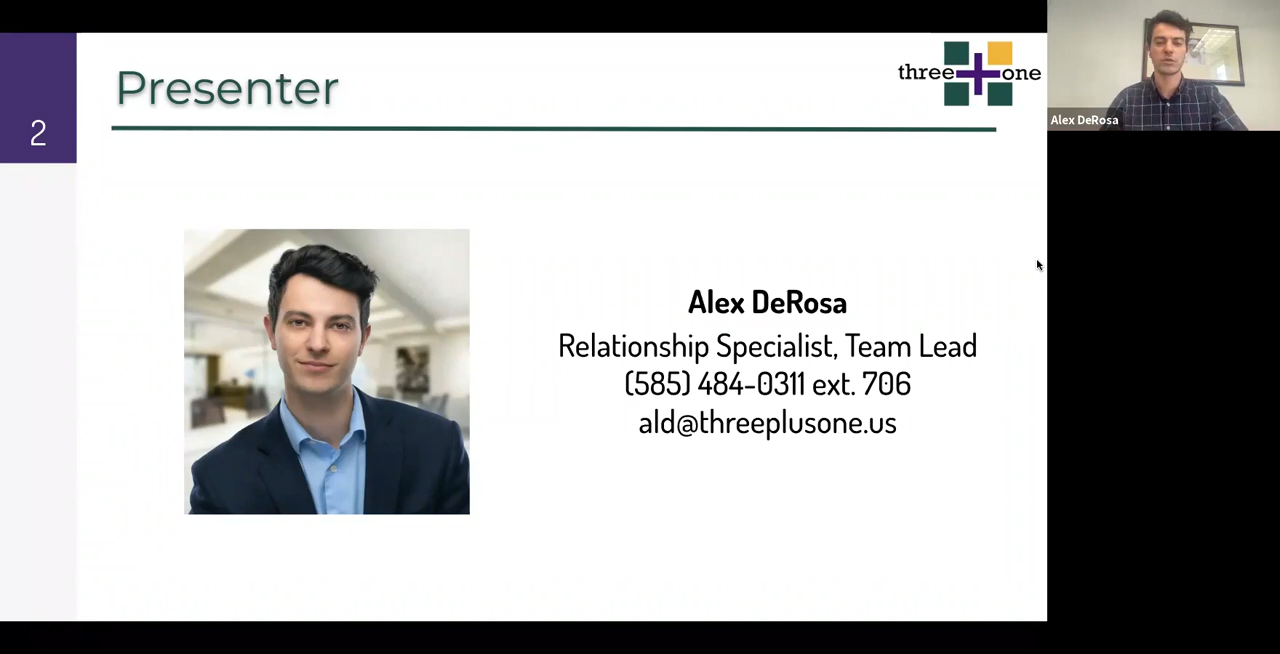 2
Presenter
three one
Alex DeRosa
Alex DeRosa
Relationship Specialist, Team Lead
(585) 484-0311 ext. 706
ald@threeplusone.us